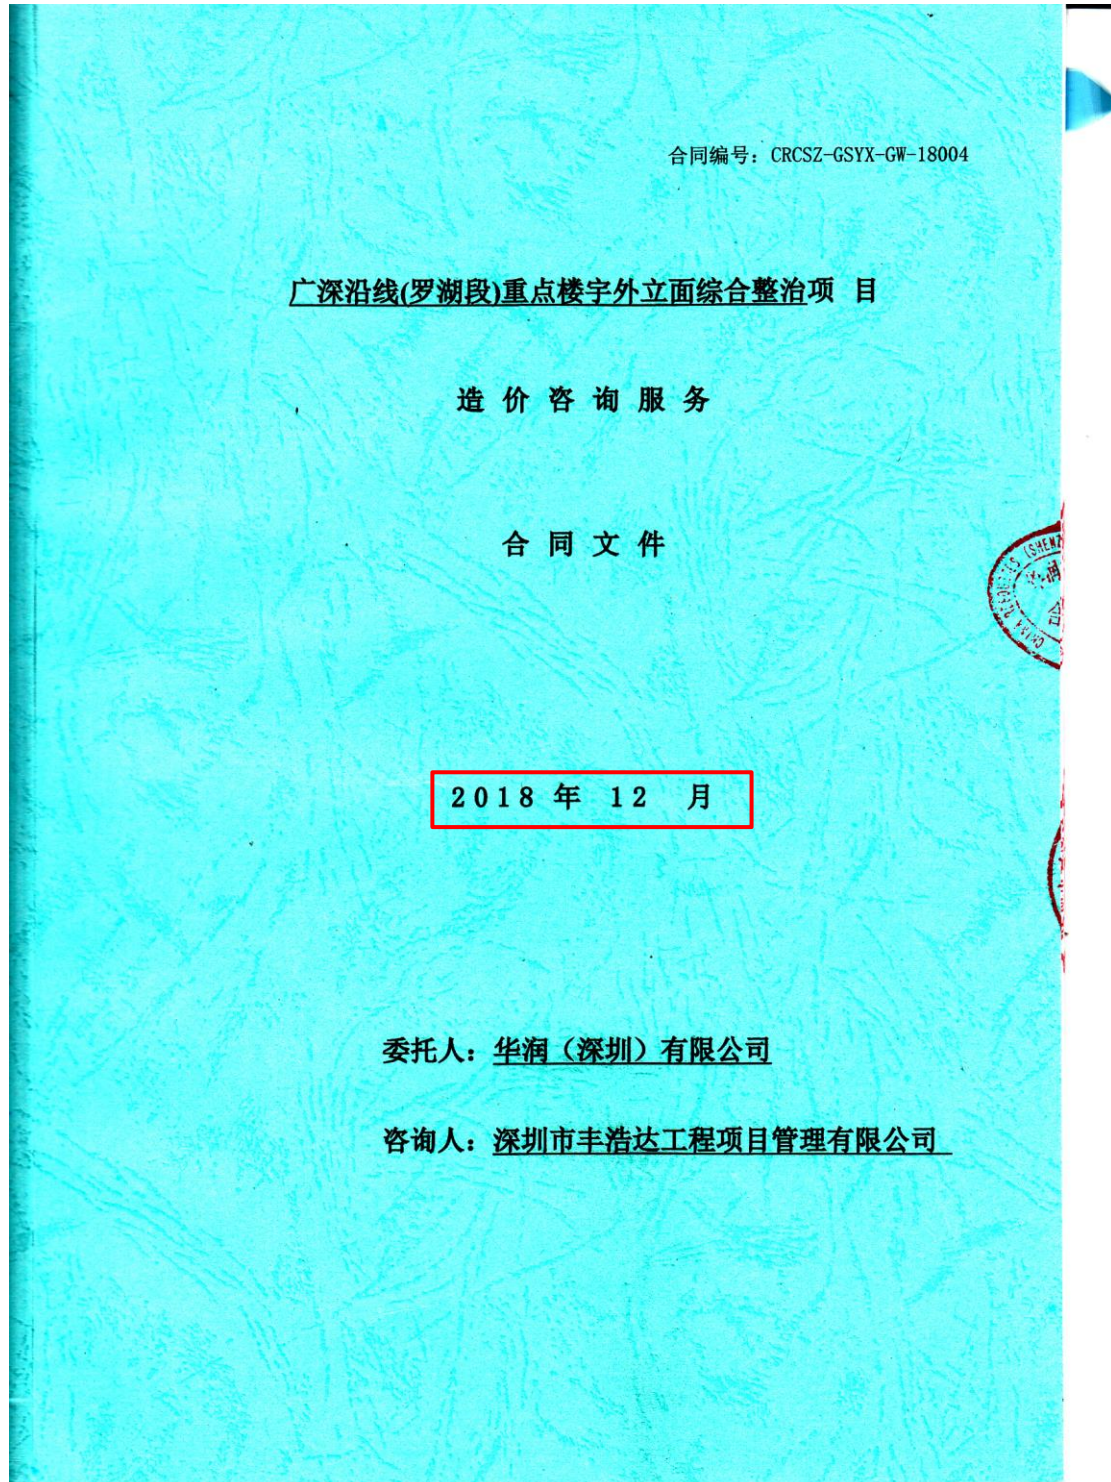 合同编号：CRCSZ-GSYX-GW-18004
广深沿线(罗湖段)重点楼宇外立面综合整治项 目
造 价 咨 询 服 务
合 同 文 件
2018 年 12 月
委托人：华润（深圳）有限公司
咨询人：深圳市丰浩达工程项目管理有限公司